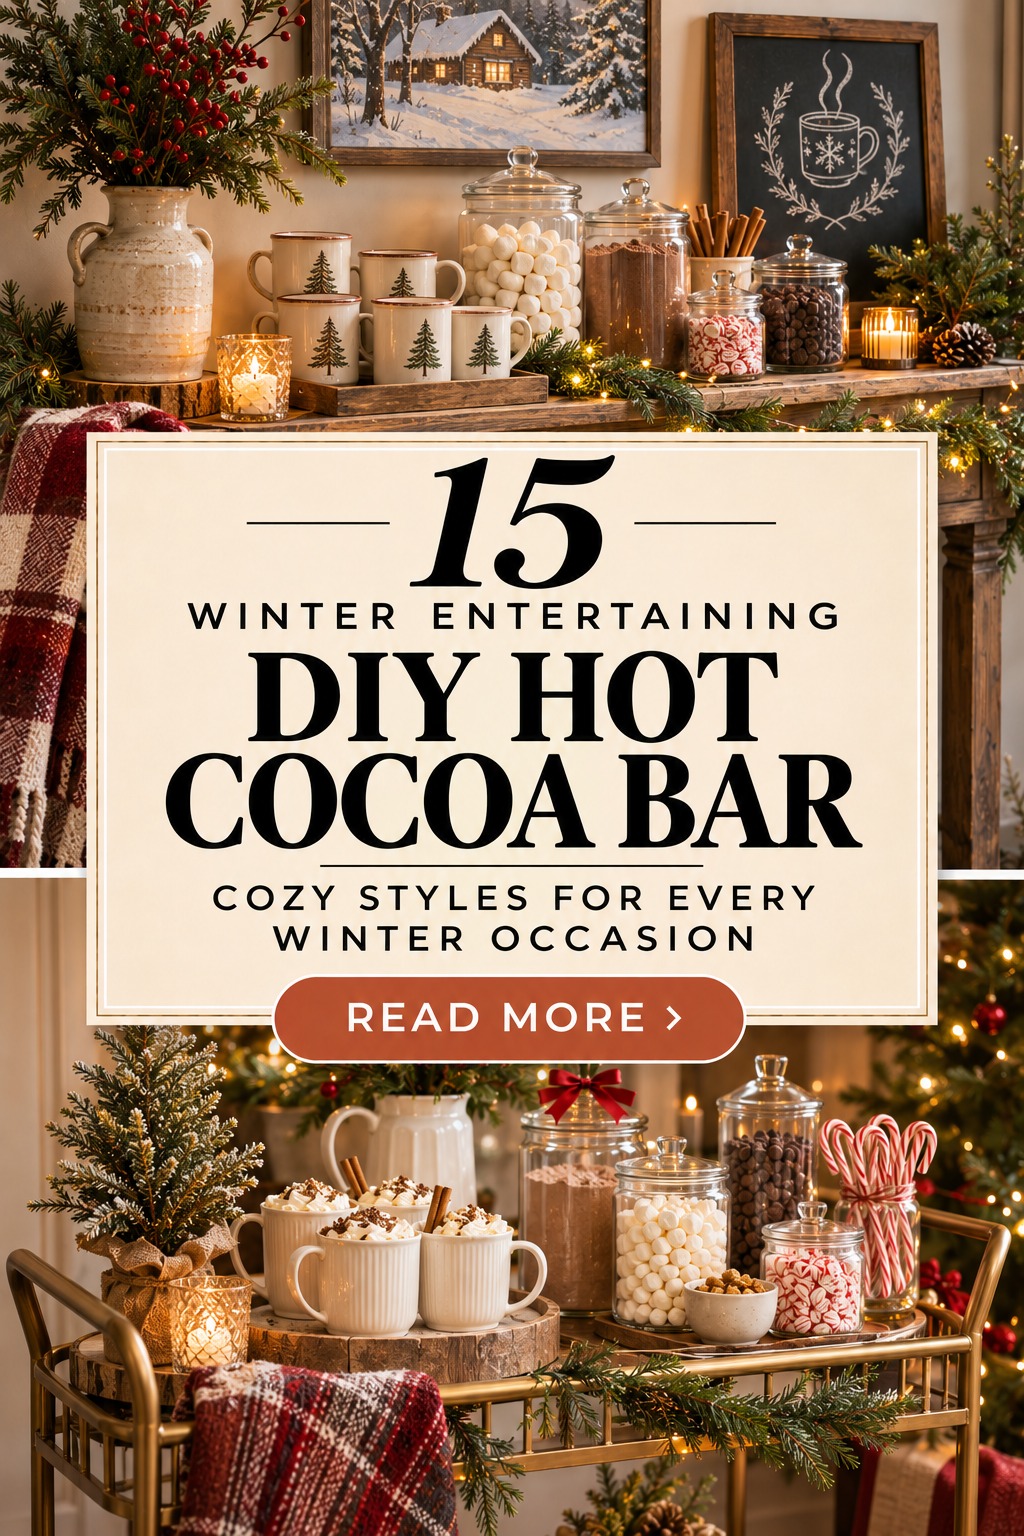 15
WINTER ENTERTAINING
DIY HOT
COCOA BAR
COZY STYLES FOR EVERY
WINTER OCCASION
READ MORE >